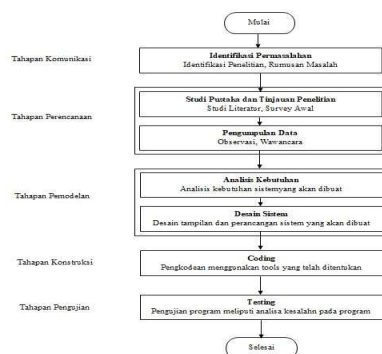 Mulai
Tahapan Komunikasi
Identifikasi Permasalahan
Identifikasi Penelitian, Rumusan Masalah
Tahapan Perencanaan
Studi Pustaka dan Tinjauan Penelitian
Studi Literatur, Survey Awal
Pengumpulan Data
Observasi, Wawancara
Tahapan Pemodelan
Analisis Kebutuhan
Analisis kebutuhan sistemyang akan dibuat
Desain Sistem
Desain tampilan dan perancangan sistem yang akan dibuat
Tahapan Konstruksi
Coding
Pengkodean menggunakan tools yang telah ditentukan
Tahapan Pengujian
Testing
Pengujian program meliputi analisa kesalahn pada program
Selesai